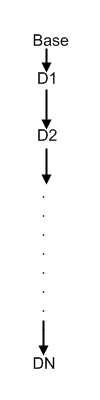 Base
D1
D2
.
.
.
.
.
.
.
DN